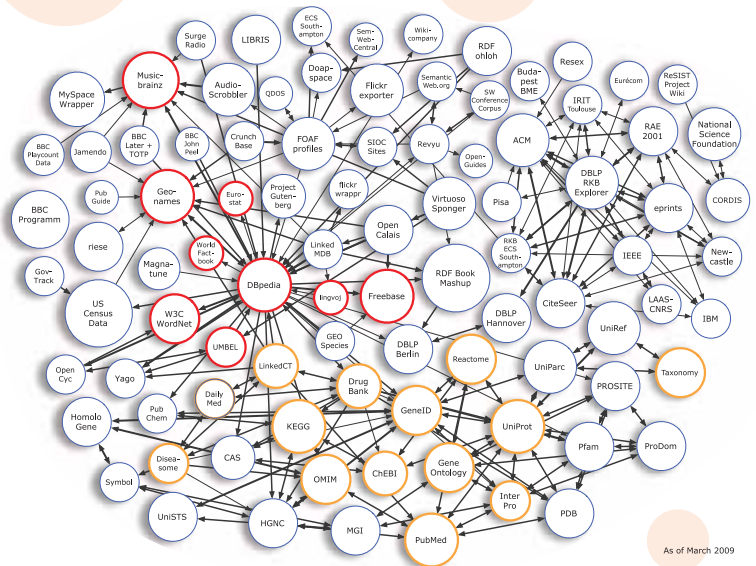 ECS
South-
ampton
Surge
Radio
LIBRIS
Sem-
Web-
Central
Wiki-
company
RDF
ohloh
Doap-
space
Resex
Music-
brainz
MySpace
Wrapper
Audio-
Scrobbler
QDOS
Flickr
exporter
Semantic
Web.org
SW
Conference
Corpus
Buda-
pest
BME
IRIT
Toulouse
Eurécom
ReSIST
Project
Wiki
National
Science
Foundation
RAE
2001
ACM
BBC
Playcount
Data
Jamendo
BBC
Later +
TOTP
BBC
John
Peel
Crunch
Base
FOAF
profiles
SIOC
Sites
Revyu
Open-
Guides
DBLP
RKB
Explorer
Pub
Guide
Geo-
names
Euro-
stat
Project
Guten-
berg
flickr
wrappr
Virtuoso
Sponger
Pisa
eprints
CORDIS
BBC
Programm
riese
World
Fact-
book
Linked
MDB
Open
Calais
RKB
ECS
South-
ampton
IEEE
New-
castle
Gov-
Track
Magna-
tune
DBpedia
lingvoj
Freebase
RDF Book
Mashup
CiteSeer
LAAS-
CNRS
IBM
US
Census
Data
W3C
WordNet
UMBEL
GEO
Species
DBLP
Berlin
DBLP
Hannover
UniRef
Open
Cyc
Yago
LinkedCT
Reactome
UniParc
Taxonomy
Daily
Med
Drug
Bank
PROSITE
Homolo
Gene
Pub
Chem
KEGG
GeneID
UniProt
Pfam
ProDom
Disea-
some
CAS
Symbol
OMIM
ChEBI
Gene
Ontology
Inter
Pro
PDB
UniSTS
HGNC
MGI
PubMed
As of March 2009